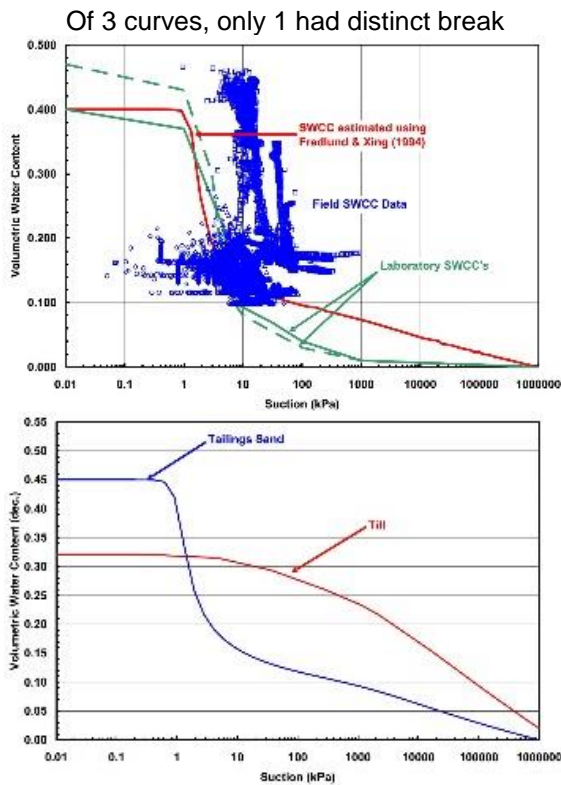 Of 3 curves, only 1 had distinct break
0.500
0.400
0.300
0.200
0.100
0.000
Volumetric Water Content
SWCC estimated using
Fredlund & Xing (1994)
Field SWCC Data
Laboratory SWCC's
0.01 0.1 1 10 100 1000 10000 100000 1000000
Suction (kPa)
0.55
0.50
0.45
0.40
0.35
0.30
0.25
0.20
0.15
0.10
0.05
0.00
Volumetric Water Content (dec.)
Tailings Sand
Till
0.01 0.1 1 10 100 1000 10000 100000 1000000
Suction (kPa)